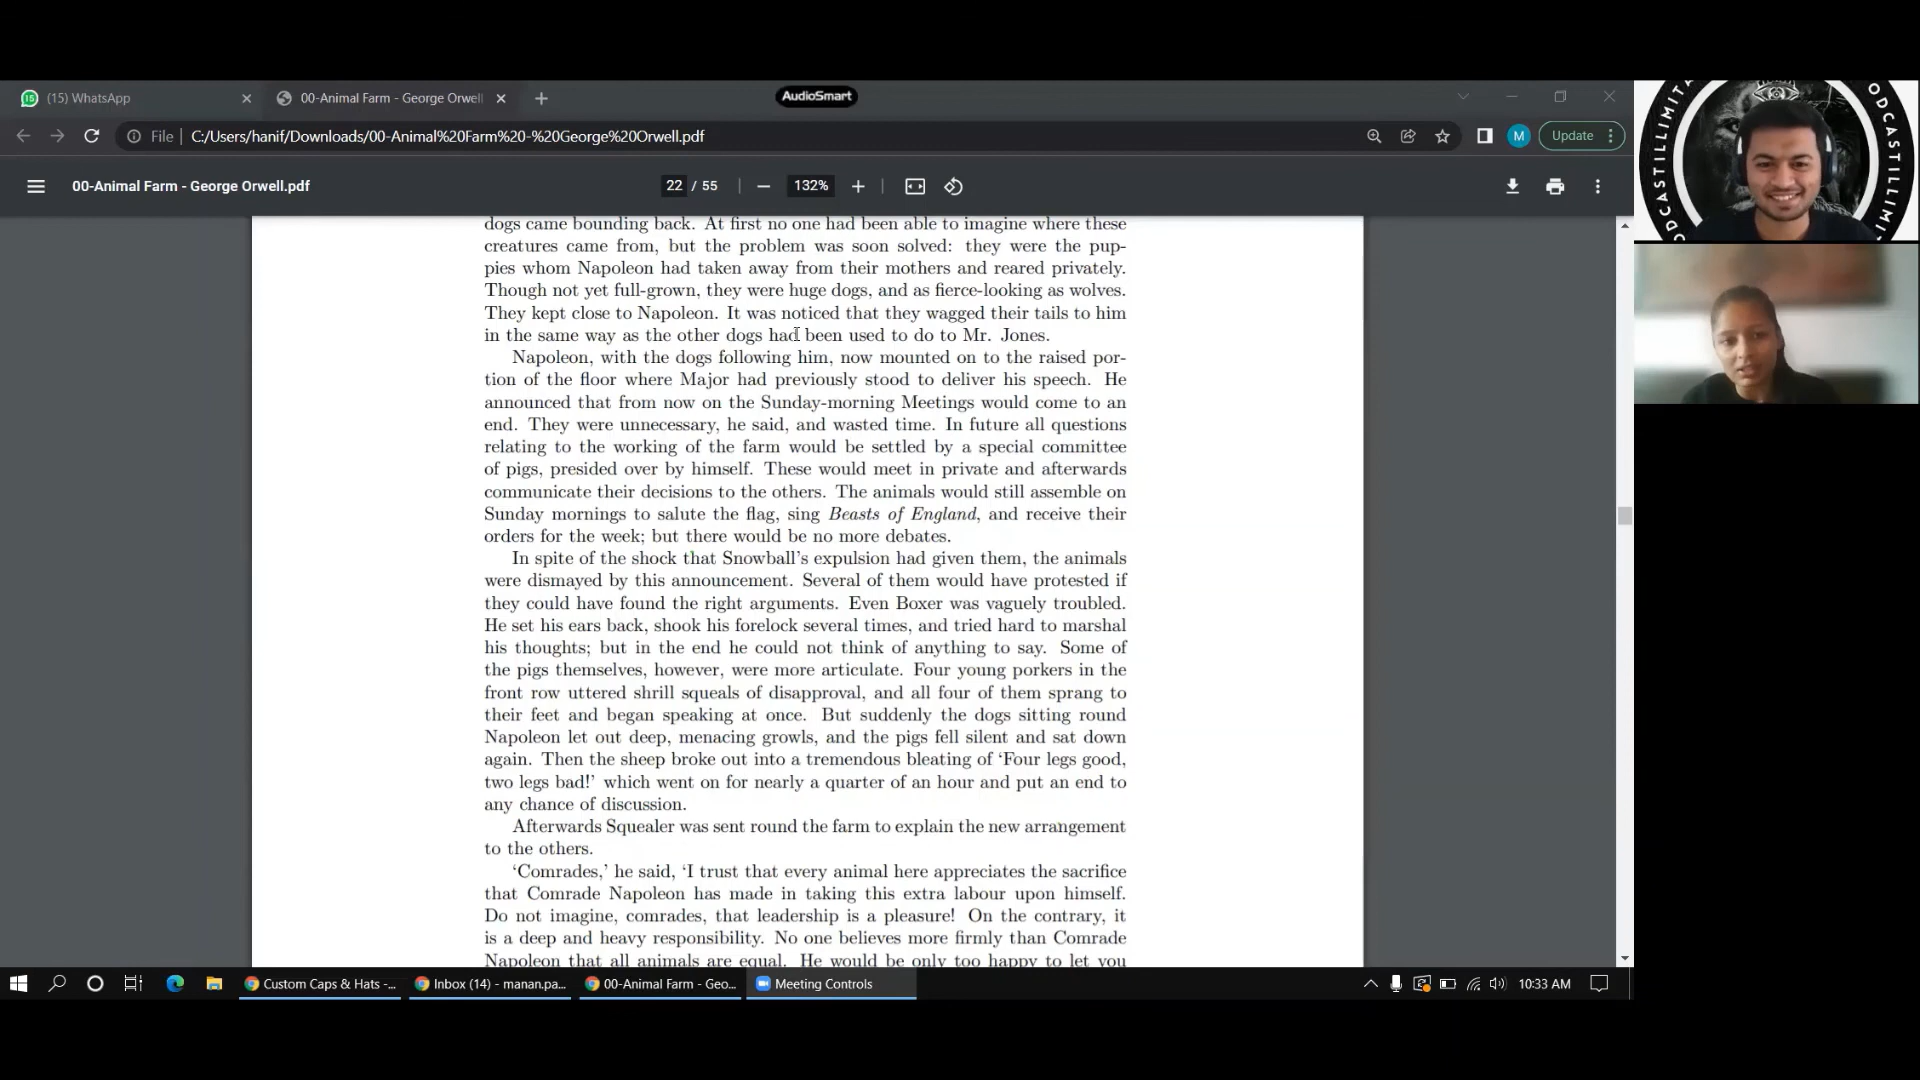 (15) WhatsApp
00-Animal Farm - George Orwell
AudioSmart
File
C:/Users/hanif/Downloads/00-Animal%20Farm%20-%20George%20Orwell.pdf
M
Update
00-Animal Farm - George Orwell.pdf
22 / 55
132%
dogs came bounding back. At first no one had been able to imagine where these
creatures came from, but the problem was soon solved: they were the pup-
pies whom Napoleon had taken away from their mothers and reared privately.
Though not yet full-grown, they were huge dogs, and as fierce-looking as wolves.
They kept close to Napoleon. It was noticed that they wagged their tails to him
in the same way as the other dogs had been used to do to Mr. Jones.
Napoleon, with the dogs following him, now mounted on to the raised por-
tion of the floor where Major had previously stood to deliver his speech. He
announced that from now on the Sunday-morning Meetings would come to an
end. They were unnecessary, he said, and wasted time. In future all questions
relating to the working of the farm would be settled by a special committee
of pigs, presided over by himself. These would meet in private and afterwards
communicate their decisions to the others. The animals would still assemble on
Sunday mornings to salute the flag, sing Beasts of England, and receive their
orders for the week; but there would be no more debates.
In spite of the shock that Snowball's expulsion had given them, the animals
were dismayed by this announcement. Several of them would have protested if
they could have found the right arguments. Even Boxer was vaguely troubled.
He set his ears back, shook his forelock several times, and tried hard to marshal
his thoughts; but in the end he could not think of anything to say. Some of
the pigs themselves, however, were more articulate. Four young porkers in the
front row uttered shrill squeals of disapproval, and all four of them sprang to
their feet and began speaking at once. But suddenly the dogs sitting round
Napoleon let out deep, menacing growls, and the pigs fell silent and sat down
again. Then the sheep broke out into a tremendous bleating of ‘Four legs good,
two legs bad!’ which went on for nearly a quarter of an hour and put an end to
any chance of discussion.
Afterwards Squealer was sent round the farm to explain the new arrangement
to the others.
‘Comrades,’ he said, ‘I trust that every animal here appreciates the sacrifice
that Comrade Napoleon has made in taking this extra labour upon himself.
Do not imagine, comrades, that leadership is a pleasure! On the contrary, it
is a deep and heavy responsibility. No one believes more firmly than Comrade
Napoleon that all animals are equal. He would be only too happy to let you
Custom Caps & Hats -...
Inbox (14) - manan.pa...
00-Animal Farm - Geo...
Meeting Controls
10:33 AM